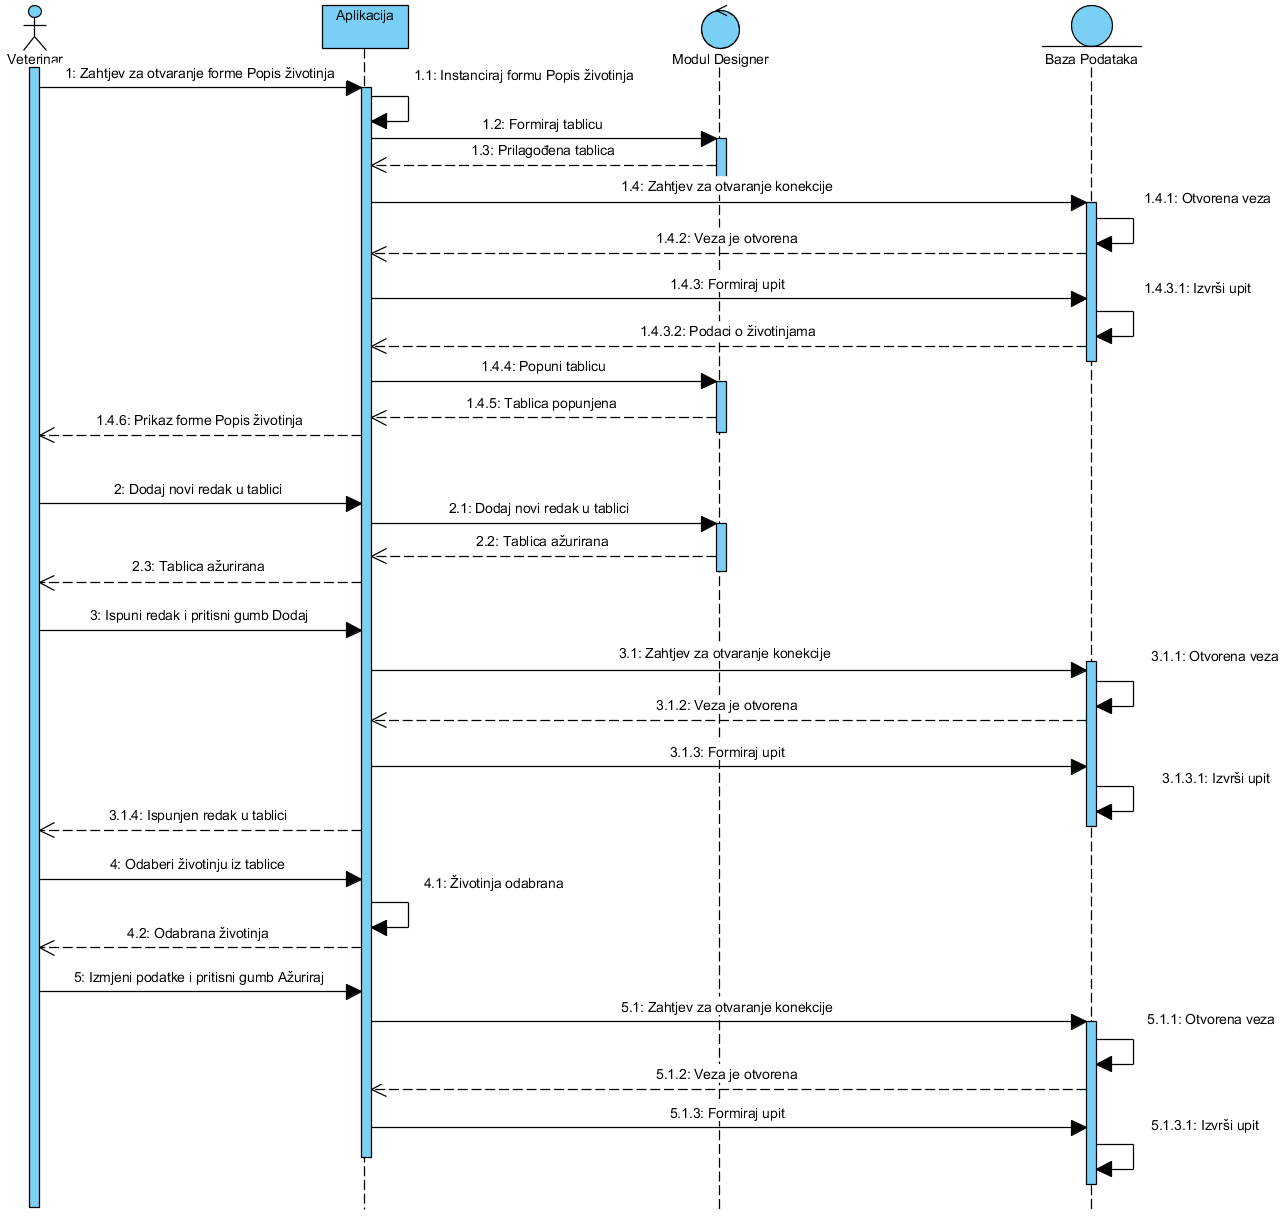 Aplikacija
Veterinar
Modul Designer
Baza Podataka
1: Zahtjev za otvaranje forme Popis životinja
1.1: Instanciraj formu Popis životinja
1.2: Formiraj tablicu
1.3: Prilagođena tablica
1.4: Zahtjev za otvaranje konekcije
1.4.1: Otvorena veza
1.4.2: Veza je otvorena
1.4.3: Formiraj upit
1.4.3.1: Izvrši upit
1.4.3.2: Podaci o životinjama
1.4.4: Popuni tablicu
1.4.5: Tablica popunjena
1.4.6: Prikaz forme Popis životinja
2: Dodaj novi redak u tablici
2.1: Dodaj novi redak u tablici
2.2: Tablica ažurirana
2.3: Tablica ažurirana
3: Ispuni redak i pritisni gumb Dodaj
3.1: Zahtjev za otvaranje konekcije
3.1.1: Otvorena veza
3.1.2: Veza je otvorena
3.1.3: Formiraj upit
3.1.3.1: Izvrši upit
3.1.4: Ispunjen redak u tablici
4: Odaberi životinju iz tablice
4.1: Životinja odabrana
4.2: Odabrana životinja
5: Izmjeni podatke i pritisni gumb Ažuriraj
5.1: Zahtjev za otvaranje konekcije
5.1.1: Otvorena veza
5.1.2: Veza je otvorena
5.1.3: Formiraj upit
5.1.3.1: Izvrši upit